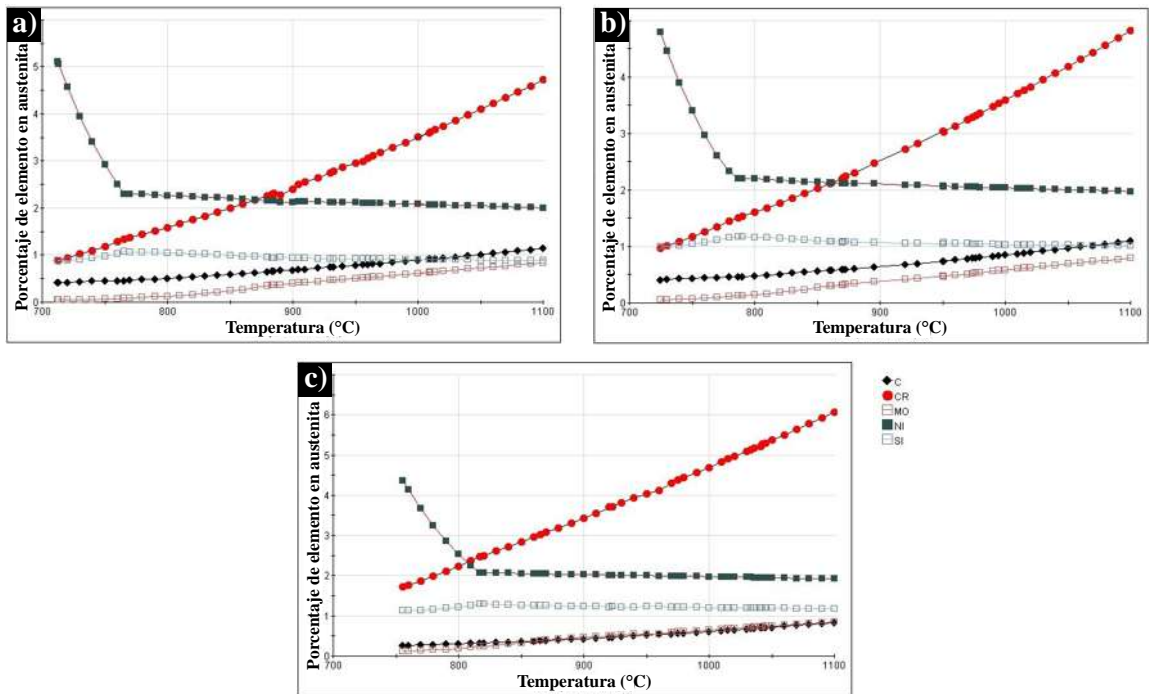 a)
Porcentaje de elemento en austenita
5
4
3
2
1
0
700
800
900
1000
1100
Temperatura (°C)
b)
Porcentaje de elemento en austenita
4
3
2
1
0
700
800
900
1000
1100
Temperatura (°C)
c)
Porcentaje de elemento en austenita
6
5
4
3
2
1
0
700
800
900
1000
1100
Temperatura (°C)
C
CR
MO
NI
SI